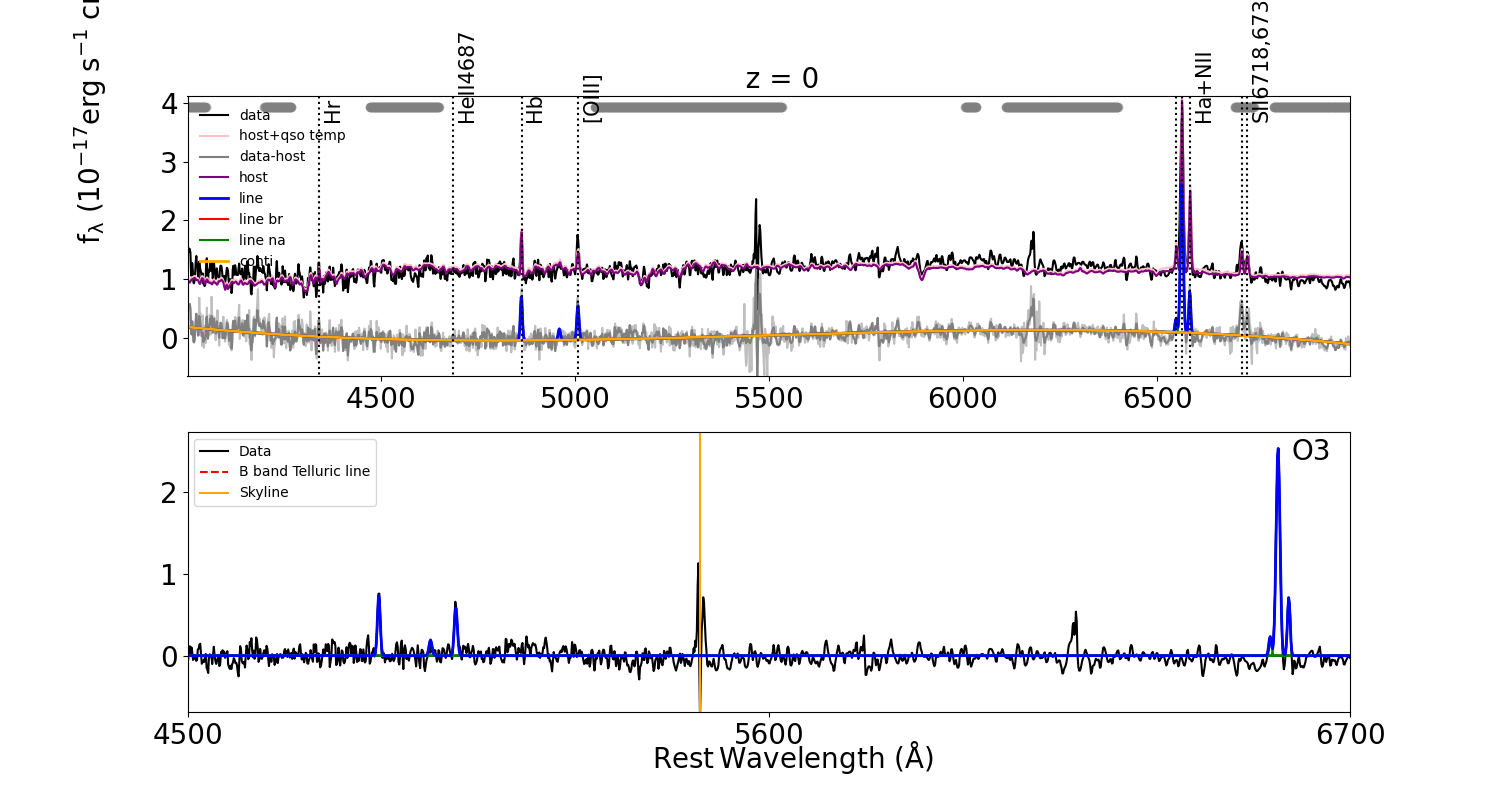 z = 0
f_λ (10^{−17} erg s^{−1} c
HeII4687
SII6718,673
Hr
Hb
[OIII]
Ha+NII
data
host+qso temp
data-host
host
line
line br
line na
conti
4
3
2
1
0
4500 5000 5500 6000 6500
Data
B band Telluric line
Skyline
O3
2
1
0
4500 5600 6700
Rest Wavelength (Å)